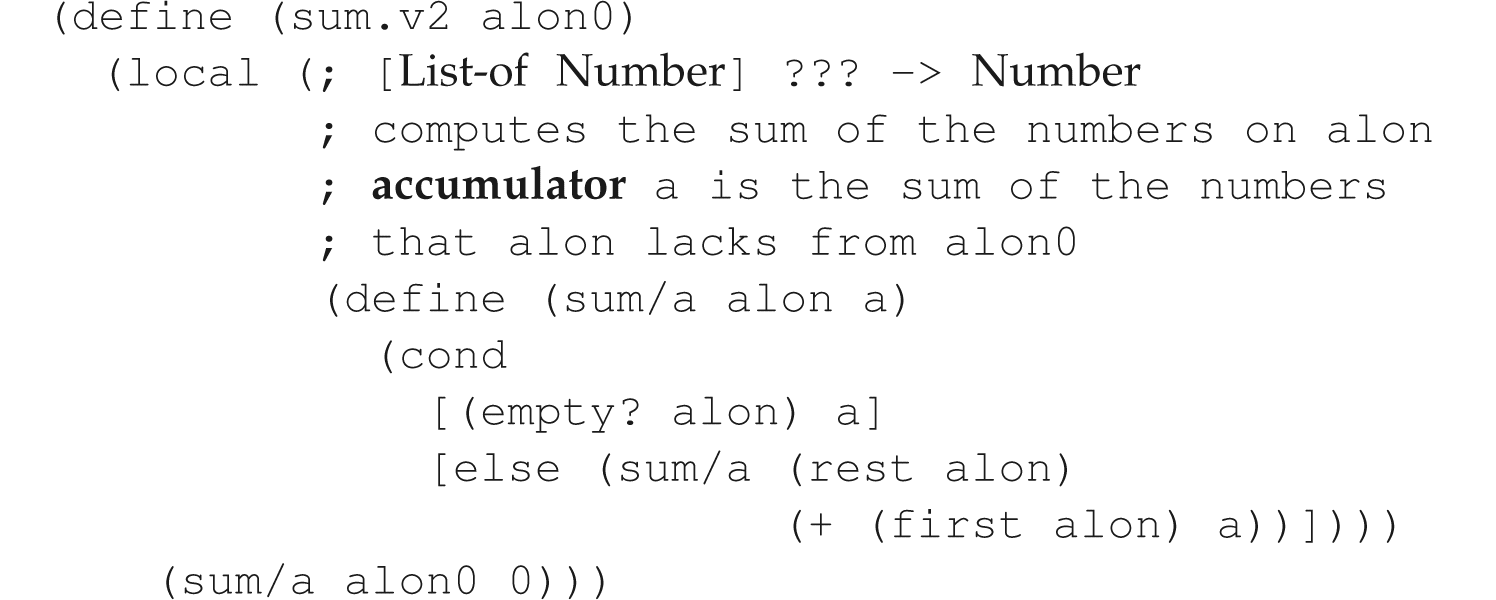 (define (sum.v2 alon0)
(local (; [List-of Number] ??? -> Number
; computes the sum of the numbers on alon
; accumulator a is the sum of the numbers
; that alon lacks from alon0
(define (sum/a alon a)
(cond
[(empty? alon) a]
[else (sum/a (rest alon)
(+ (first alon) a))])))
(sum/a alon0 0)))